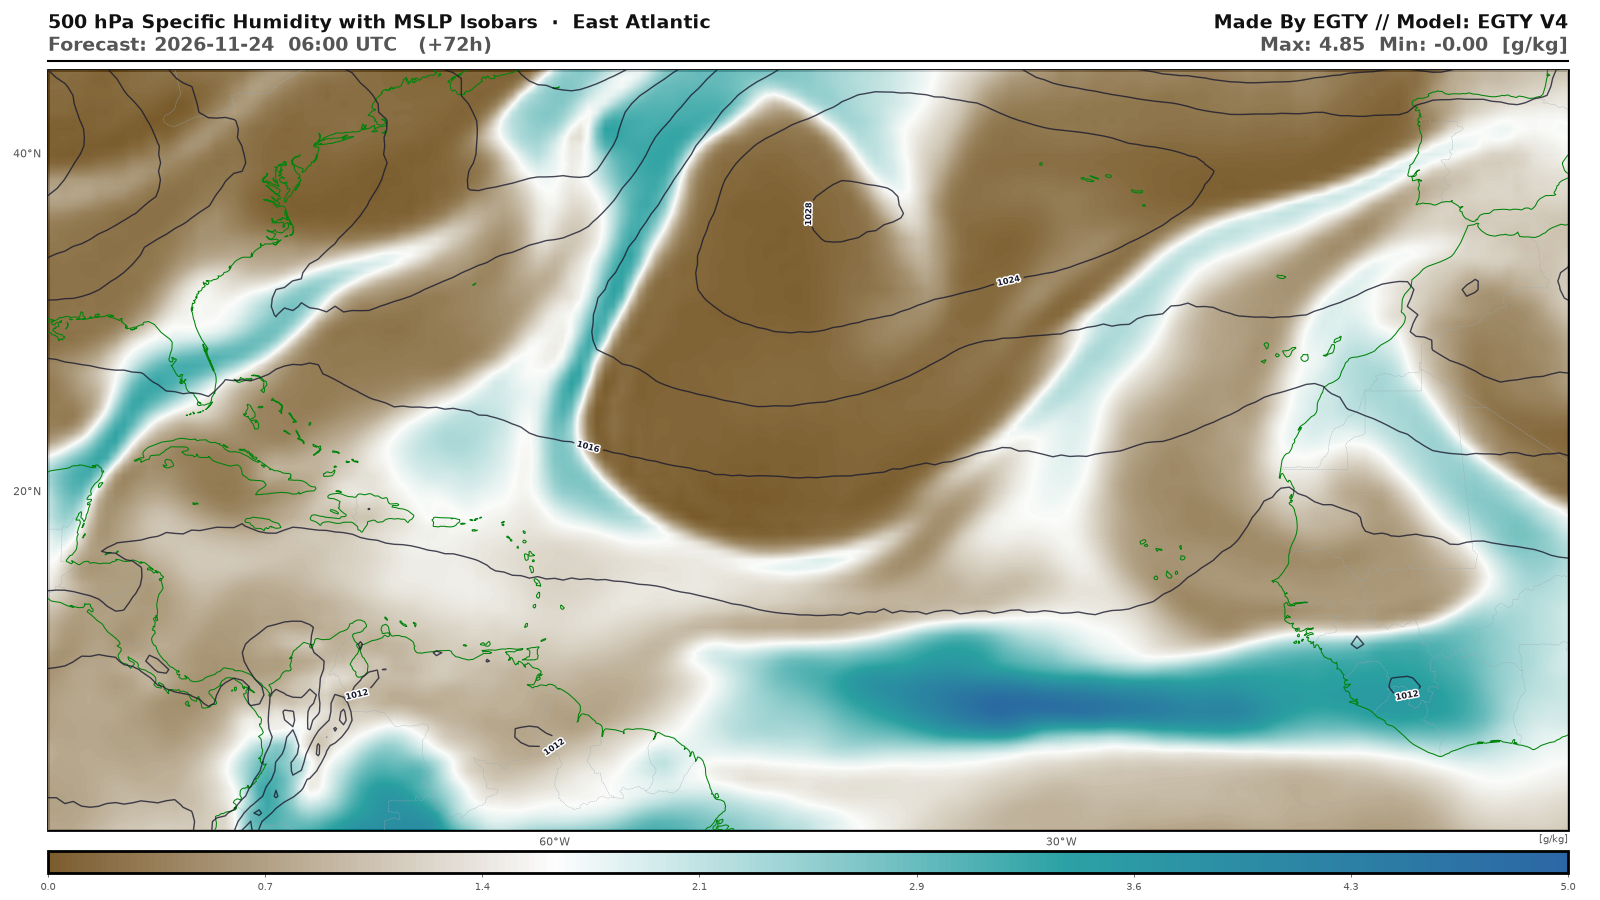 500 hPa Specific Humidity with MSLP Isobars · East Atlantic
Made By EGTY // Model: EGTY V4
Forecast: 2026-11-24 06:00 UTC (+72h)
Max: 4.85 Min: -0.00 [g/kg]
40°N
1028
1024
1016
20°N
1012
1012
1012
60°W
30°W
[g/kg]
0.0
0.7
1.4
2.1
2.9
3.6
4.3
5.0